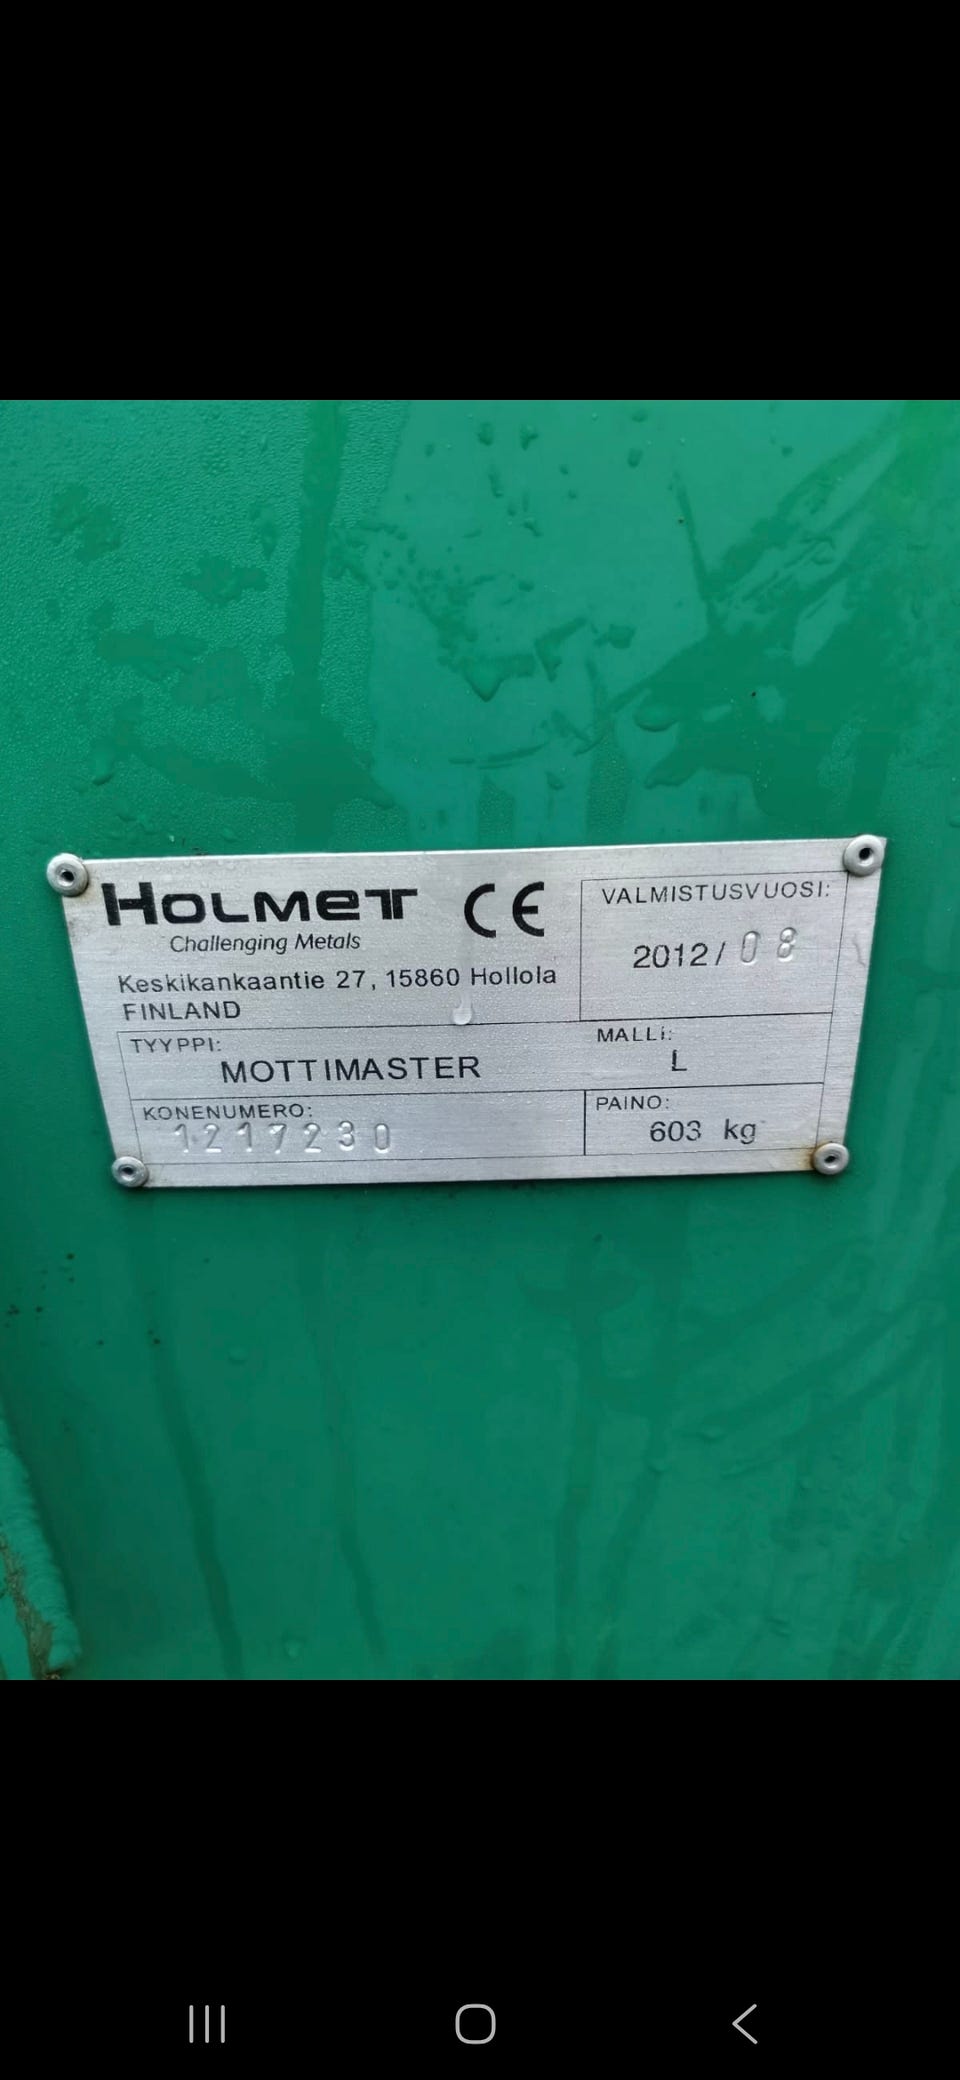 HOLMET CE
Challenging Metals
Keskikankaantie 27, 15860 Hollola
FINLAND
VALMISTUSVUOSI:
2012/ 08
TYYPPI:
MOTTIMASTER
MALLI:
L
KONENUMERO:
1217230
PAINO:
603 kg